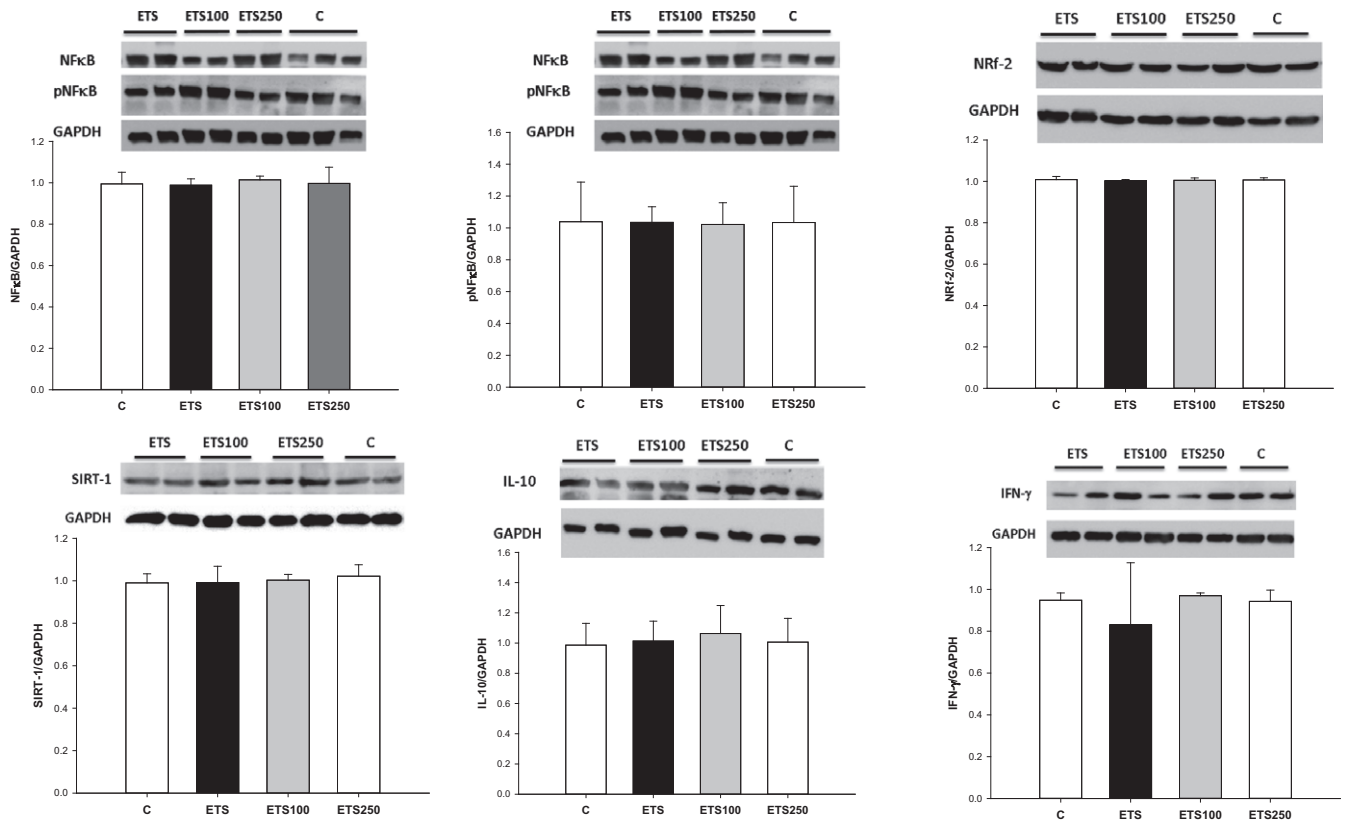 ETS ETS100 ETS250 C
NFκB
pNFκB
GAPDH
1.2
1.0
0.8
0.6
0.4
0.2
0.0
NFκB/GAPDH
C ETS ETS100 ETS250
ETS ETS100 ETS250 C
NFκB
pNFκB
GAPDH
1.6
1.4
1.2
1.0
0.8
0.6
0.4
0.2
0.0
pNFκB/GAPDH
C ETS ETS100 ETS250
ETS ETS100 ETS250 C
NRf-2
GAPDH
1.2
1.0
0.8
0.6
0.4
0.2
0.0
NRf-2/GAPDH
C ETS ETS100 ETS250
ETS ETS100 ETS250 C
SIRT-1
GAPDH
1.2
1.0
0.8
0.6
0.4
0.2
0.0
SIRT-1/GAPDH
C ETS ETS100 ETS250
ETS ETS100 ETS250 C
IL-10
GAPDH
1.6
1.4
1.2
1.0
0.8
0.6
0.4
0.2
0.0
IL-10/GAPDH
C ETS ETS100 ETS250
ETS ETS100 ETS250 C
IFN-γ
GAPDH
1.2
1.0
0.8
0.6
0.4
0.2
0.0
IFN-γ/GAPDH
C ETS ETS100 ETS250